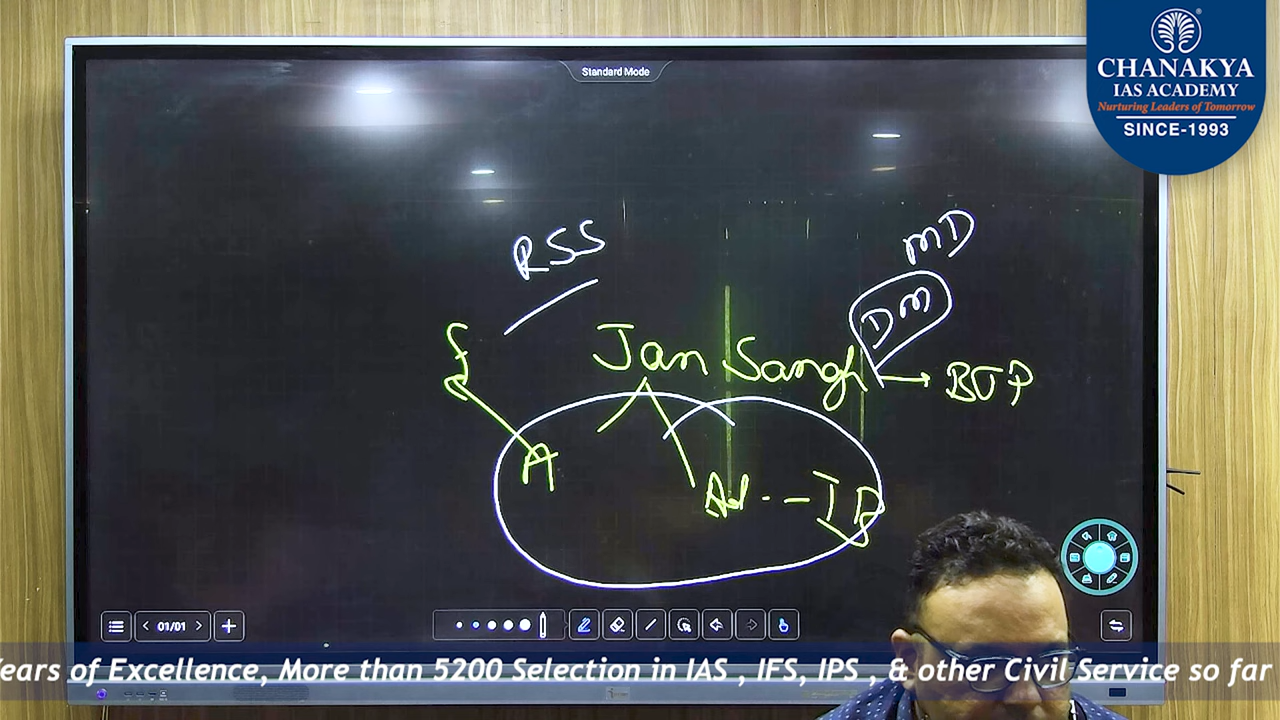 CHANAKYA
IAS ACADEMY
Nurturing Leaders of Tomorrow
SINCE-1993
Standard Mode
RSS
MD
DM
Jan Sangh → BJP
A
Ad
01/01
Years of Excellence, More than 5200 Selection in IAS , IFS, IPS , & other Civil Service so far